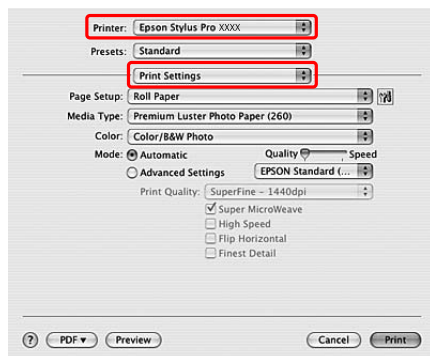 Printer: Epson Stylus Pro XXXX
Presets: Standard
Print Settings
Page Setup: Roll Paper
Media Type: Premium Luster Photo Paper (260)
Color: Color/B&W Photo
Mode: Automatic Quality Speed
Advanced Settings EPSON Standard (...
Print Quality: SuperFine - 1440dpi
Super MicroWeave
High Speed
Flip Horizontal
Finest Detail
? PDF ▼ Preview Cancel Print